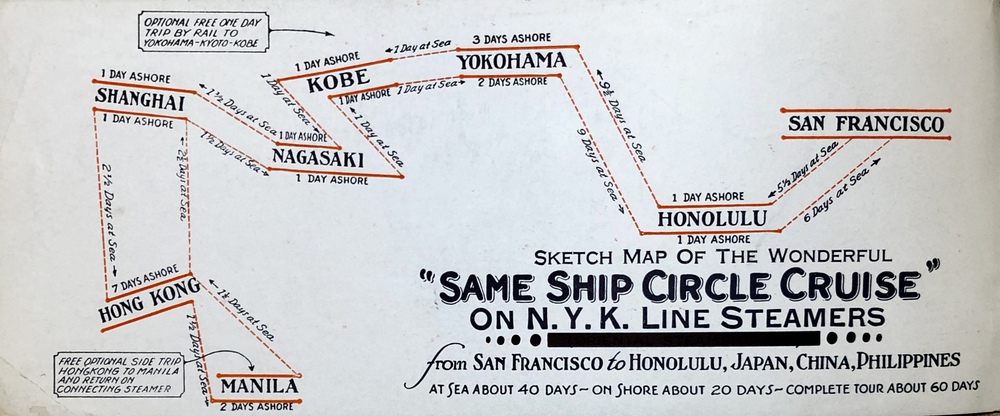 OPTIONAL FREE ONE DAY
TRIP BY RAIL TO
YOKOHAMA-KYOTO-KOBE
1 DAY ASHORE
SHANGHAI
1 DAY ASHORE
1½ Days at Sea
1½ Days at Sea
1 DAY ASHORE
NAGASAKI
1 DAY ASHORE
1 Day at Sea
1 Day at Sea
1 DAY ASHORE
KOBE
1 DAY ASHORE
1 Day at Sea
1 Day at Sea
3 DAYS ASHORE
YOKOHAMA
2 DAYS ASHORE
9½ Days at Sea
9 Days at Sea
1 DAY ASHORE
HONOLULU
1 DAY ASHORE
5½ Days at Sea
6 Days at Sea
SAN FRANCISCO
2½ Days at Sea
Days at Sea
7 DAYS ASHORE
HONG KONG
1½ Days at Sea
1½ Days at Sea
MANILA
2 DAYS ASHORE
FREE OPTIONAL SIDE TRIP
HONGKONG TO MANILA
AND RETURN ON
CONNECTING STEAMER
SKETCH MAP OF THE WONDERFUL
"SAME SHIP CIRCLE CRUISE"
ON N.Y.K. LINE STEAMERS
from SAN FRANCISCO to HONOLULU, JAPAN, CHINA, PHILIPPINES
AT SEA ABOUT 40 DAYS~ON SHORE ABOUT 20 DAYS~COMPLETE TOUR ABOUT 60 DAYS